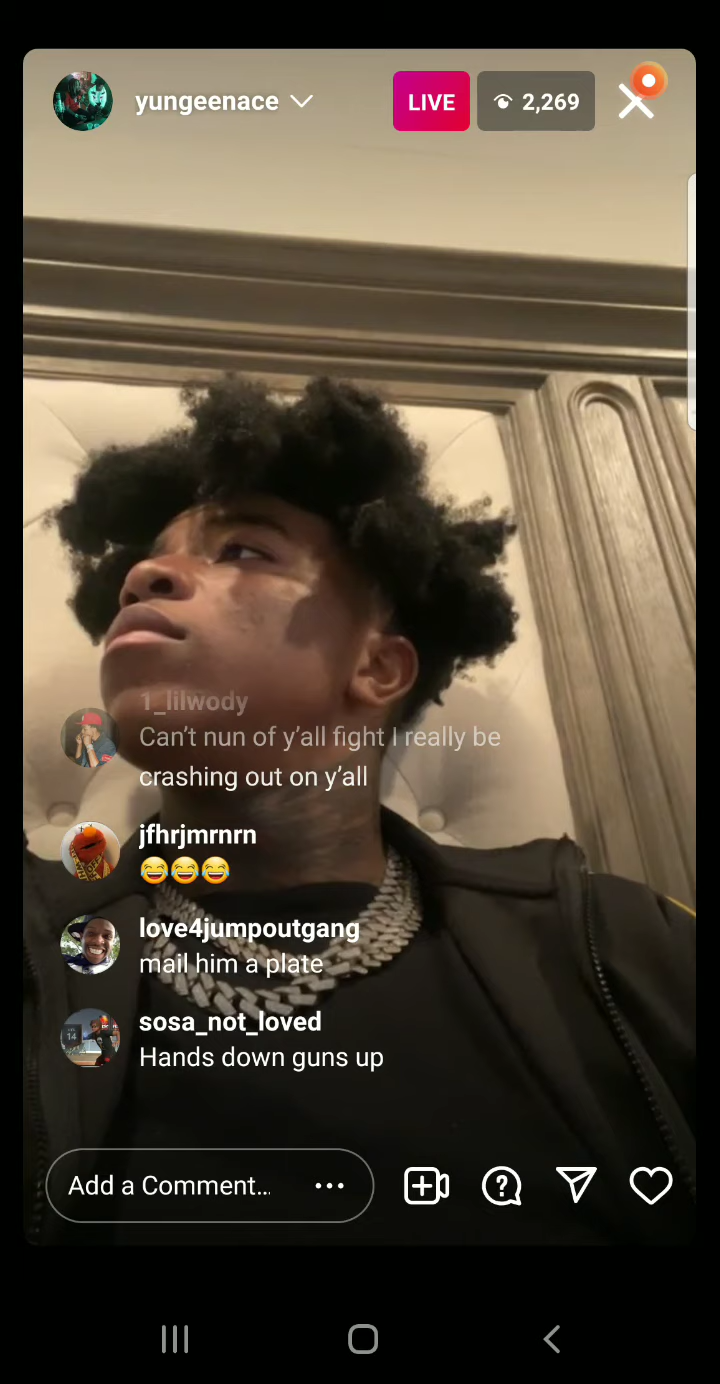 yungeenace
LIVE
2,269
1_lilwody
Can't nun of y'all fight I really be
crashing out on y'all
jfhrjmrnrn
😂😂😂
love4jumpoutgang
mail him a plate
sosa_not_loved
Hands down guns up
Add a Comment...